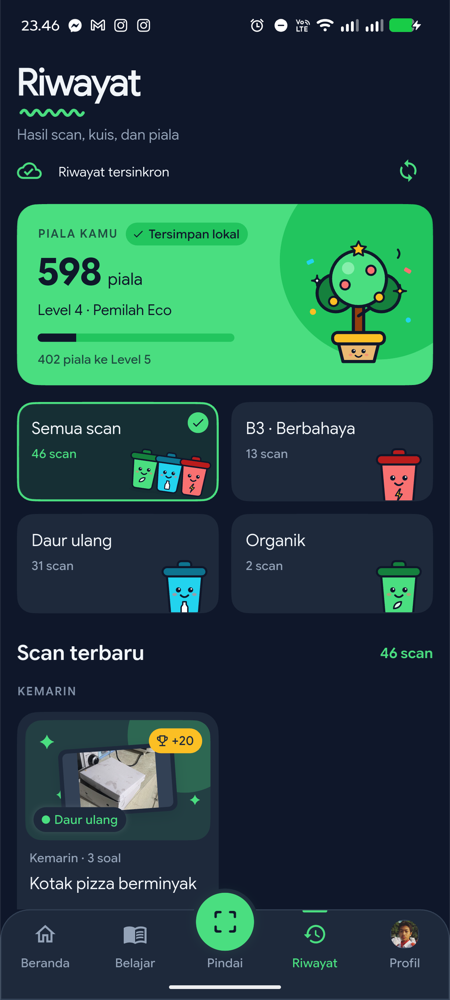 23.46
Vo))
LTE
Riwayat
Hasil scan, kuis, dan piala
Riwayat tersinkron
PIALA KAMU
Tersimpan lokal
598 piala
Level 4 · Pemilah Eco
402 piala ke Level 5
Semua scan
46 scan
B3 · Berbahaya
13 scan
Daur ulang
31 scan
Organik
2 scan
Scan terbaru
46 scan
KEMARIN
+20
Daur ulang
Kemarin · 3 soal
Kotak pizza berminyak
Beranda
Belajar
Pindai
Riwayat
Profil